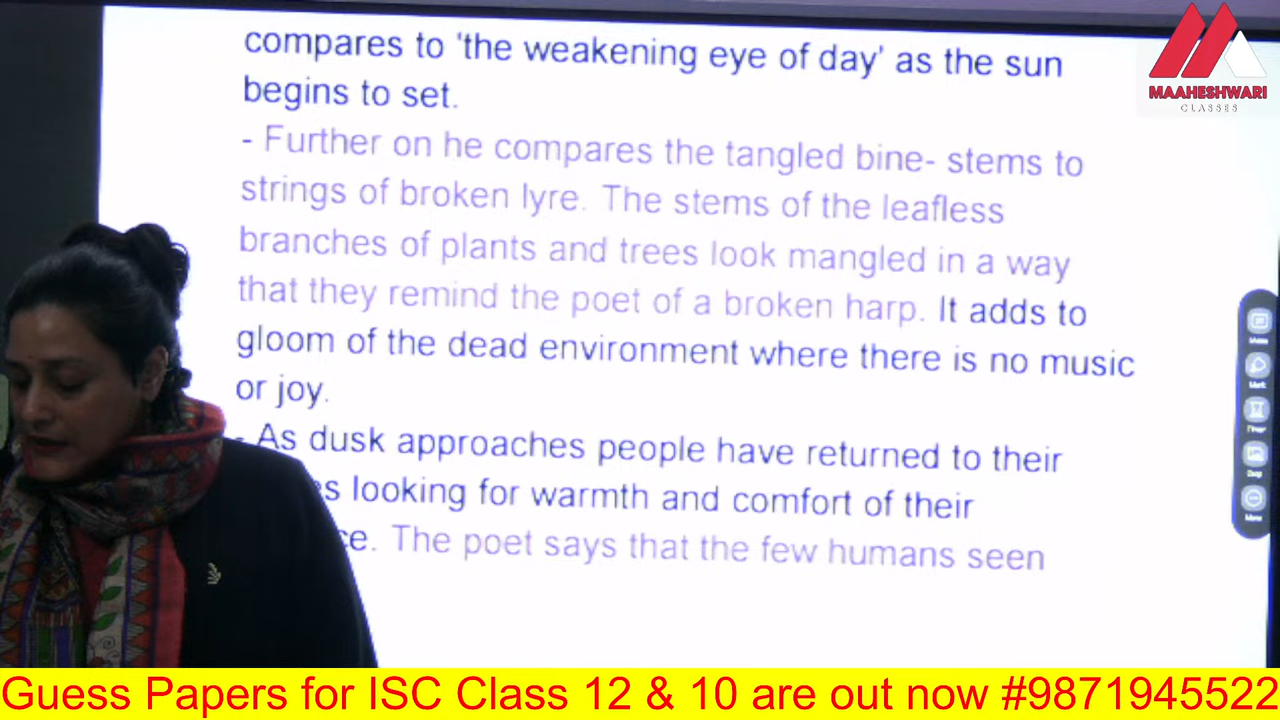 compares to 'the weakening eye of day' as the sun
begins to set.
- Further on he compares the tangled bine- stems to
strings of broken lyre. The stems of the leafless
branches of plants and trees look mangled in a way
that they remind the poet of a broken harp. It adds to
gloom of the dead environment where there is no music
or joy.
- As dusk approaches people have returned to their
looking for warmth and comfort of their
The poet says that the few humans seen
MAAHESHWARI
CLASSES
Guess Papers for ISC Class 12 & 10 are out now #9871945522